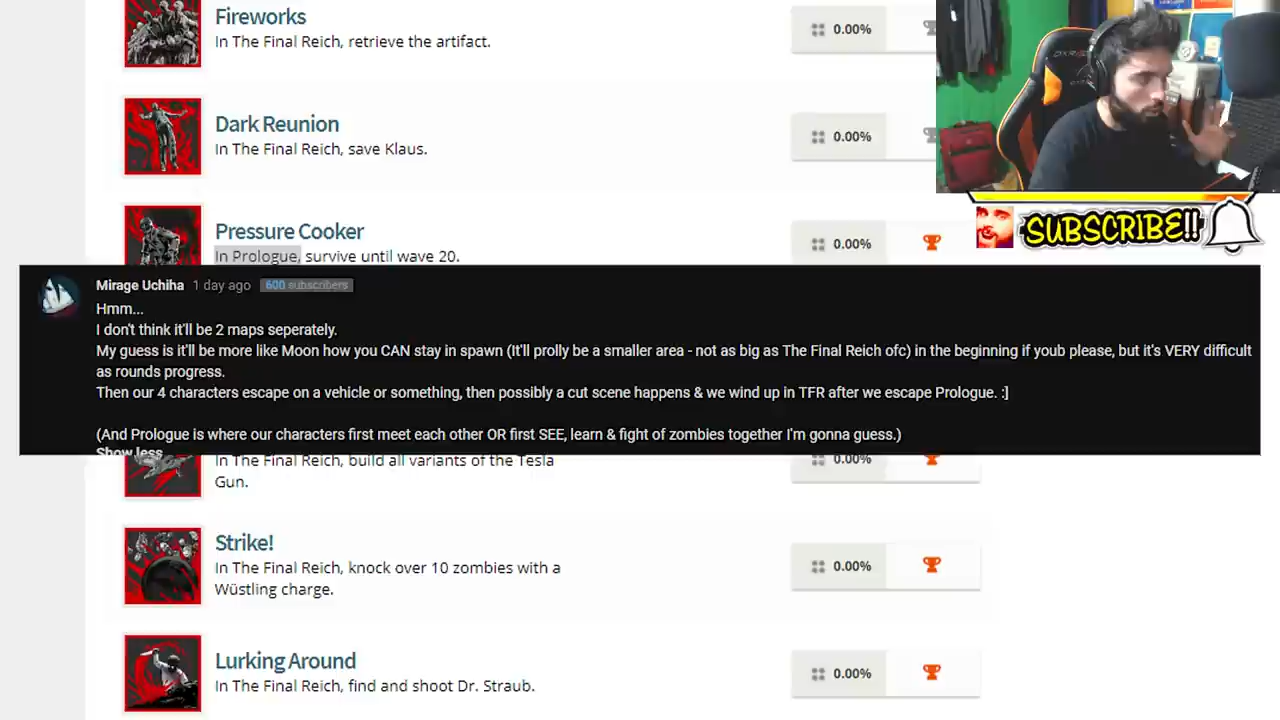 Fireworks
In The Final Reich, retrieve the artifact.
0.00%
Dark Reunion
In The Final Reich, save Klaus.
0.00%
SUBSCRIBE!!
Pressure Cooker
In Prologue, survive until wave 20.
0.00%
Mirage Uchiha 1 day ago 600 subscribers
Hmm...
I don't think it'll be 2 maps seperately.
My guess is it'll be more like Moon how you CAN stay in spawn (It'll prolly be a smaller area - not as big as The Final Reich ofc) in the beginning if youb please, but it's VERY difficult
as rounds progress.
Then our 4 characters escape on a vehicle or something, then possibly a cut scene happens & we wind up in TFR after we escape Prologue. :]
(And Prologue is where our characters first meet each other OR first SEE, learn & fight of zombies together I'm gonna guess.)
Show less
In The Final Reich, build all variants of the Tesla
Gun.
0.00%
Strike!
In The Final Reich, knock over 10 zombies with a
Wüstling charge.
0.00%
Lurking Around
In The Final Reich, find and shoot Dr. Straub.
0.00%